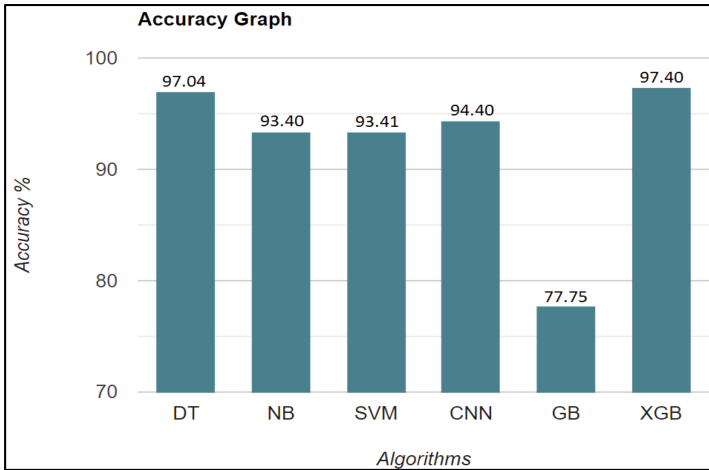 Accuracy Graph
Accuracy %
100
90
80
70
97.04
93.40
93.41
94.40
77.75
97.40
DT NB SVM CNN GB XGB
Algorithms